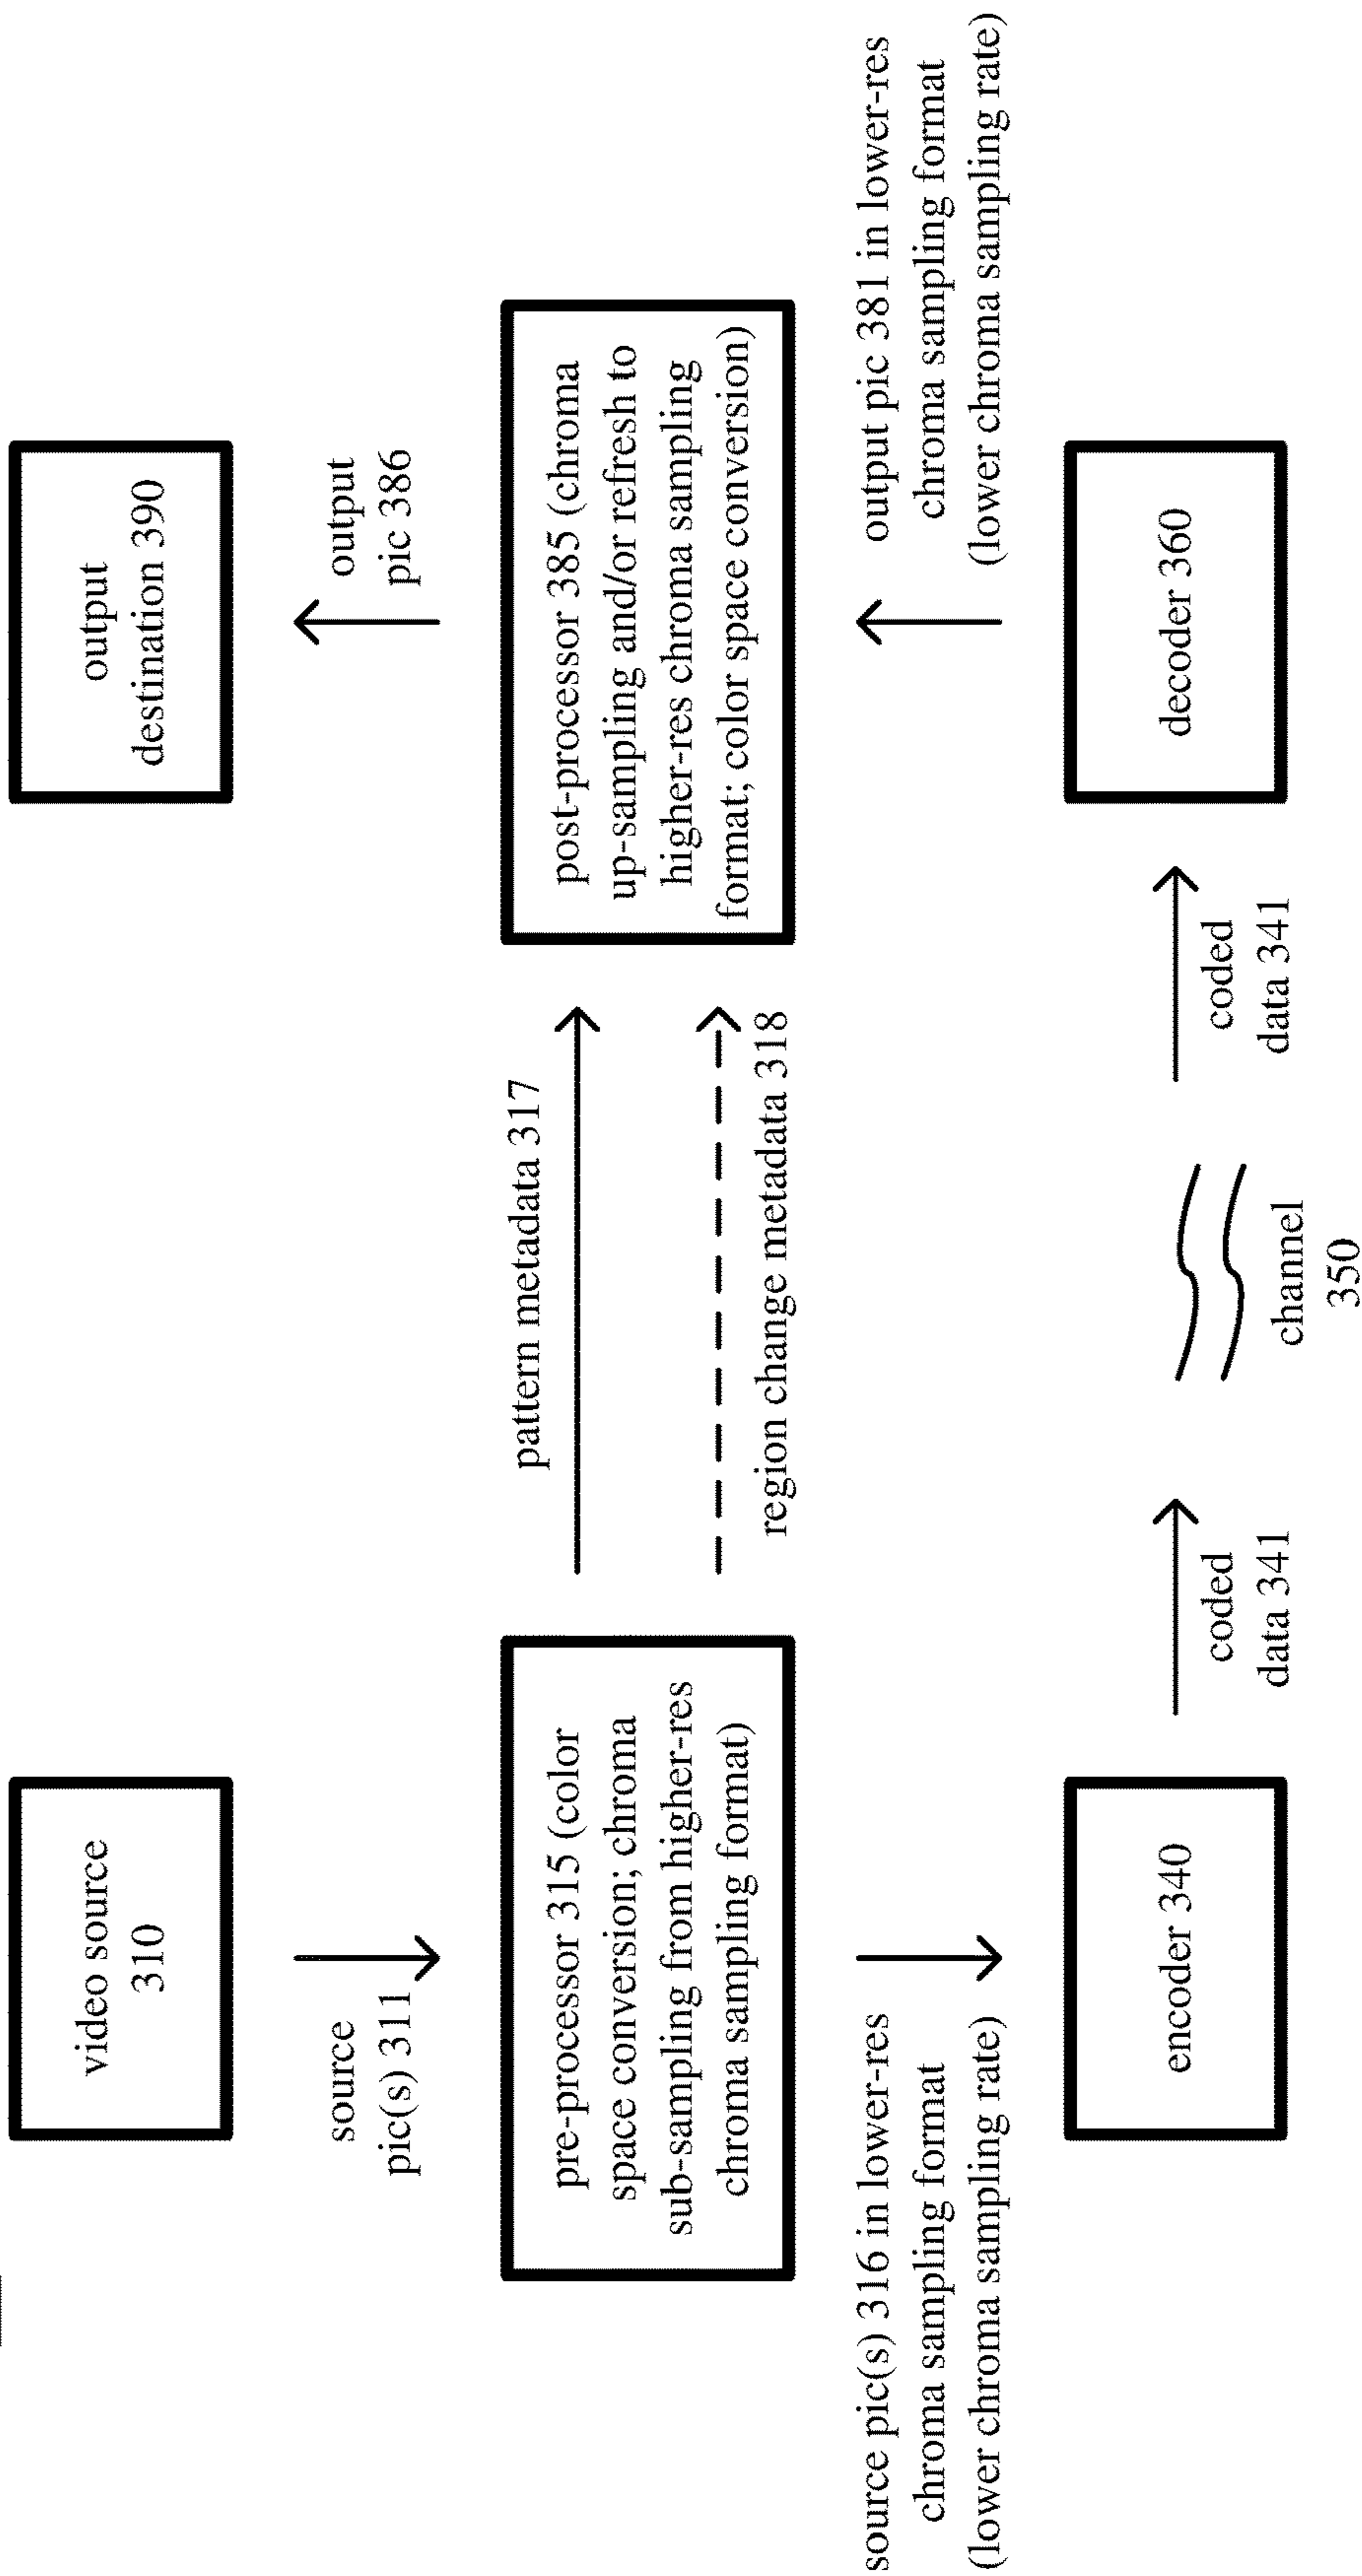 video source
310
source
pic(s) 311
pre-processor 315 (color
space conversion; chroma
sub-sampling from higher-res
chroma sampling format)
source pic(s) 316 in lower-res
chroma sampling format
(lower chroma sampling rate)
encoder 340
coded
data 341
channel
350
coded
data 341
pattern metadata 317
region change metadata 318
output
destination 390
output
pic 386
post-processor 385 (chroma
up-sampling and/or refresh to
higher-res chroma sampling
format; color space conversion)
output pic 381 in lower-res
chroma sampling format
(lower chroma sampling rate)
decoder 360